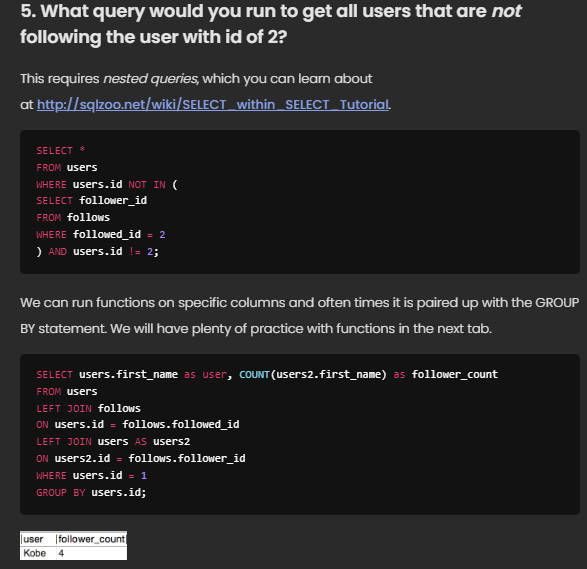 5. What query would you run to get all users that are not
following the user with id of 2?
This requires nested queries, which you can learn about
at http://sqlzoo.net/wiki/SELECT_within_SELECT_Tutorial.
SELECT *
FROM users
WHERE users.id NOT IN (
SELECT follower_id
FROM follows
WHERE followed_id = 2
) AND users.id != 2;
We can run functions on specific columns and often times it is paired up with the GROUP
BY statement. We will have plenty of practice with functions in the next tab.
SELECT users.first_name as user, COUNT(users2.first_name) as follower_count
FROM users
LEFT JOIN follows
ON users.id = follows.followed_id
LEFT JOIN users AS users2
ON users2.id = follows.follower_id
WHERE users.id = 1
GROUP BY users.id;
user follower_count
Kobe 4